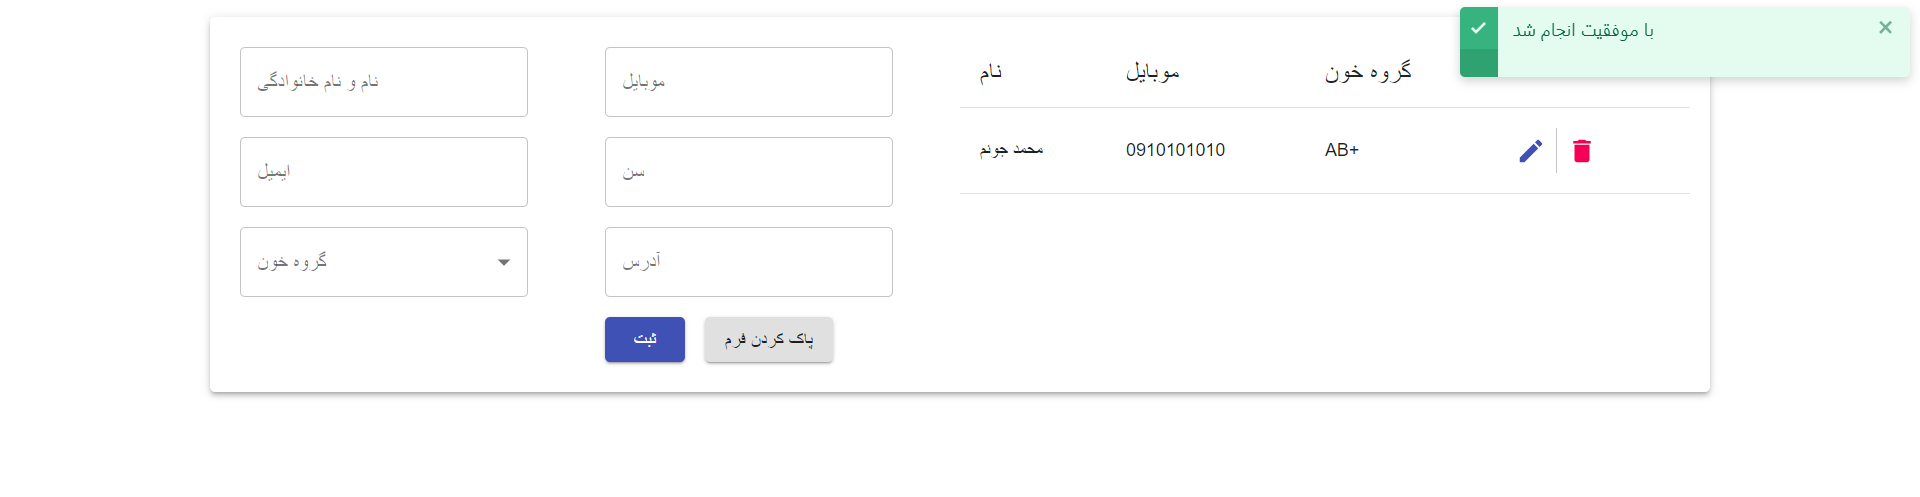 با موفقیت انجام شد
×
نام و نام خانوادگی
موبایل
ایمیل
سن
گروه خون
آدرس
ثبت
پاک کردن فرم
نام
موبایل
گروه خون
محمد جونم
0910101010
AB+